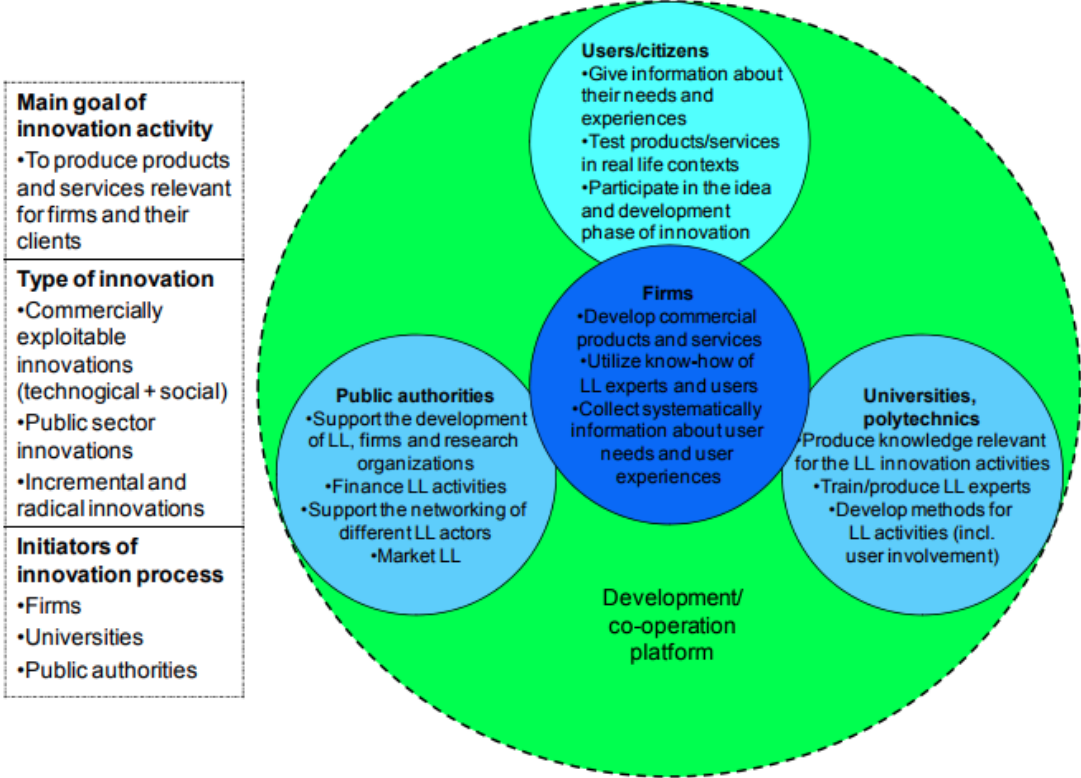 Main goal of
innovation activity
•To produce products
and services relevant
for firms and their
clients
Type of innovation
•Commercially
exploitable
innovations
(technogical + social)
•Public sector
innovations
•Incremental and
radical innovations
Initiators of
innovation process
•Firms
•Universities
•Public authorities
Users/citizens
•Give information about
their needs and
experiences
•Test products/services
in real life contexts
•Participate in the idea
and development
phase of innovation
Firms
•Develop commercial
products and services
•Utilize know-how of
LL experts and users
•Collect systematically
information about user
needs and user
experiences
Public authorities
•Support the development
of LL, firms and research
organizations
•Finance LL activities
•Support the networking of
different LL actors
•Market LL
Universities,
polytechnics
•Produce knowledge relevant
for the LL innovation activities
•Train/produce LL experts
•Develop methods for
LL activities (incl.
user involvement)
Development/
co-operation
platform